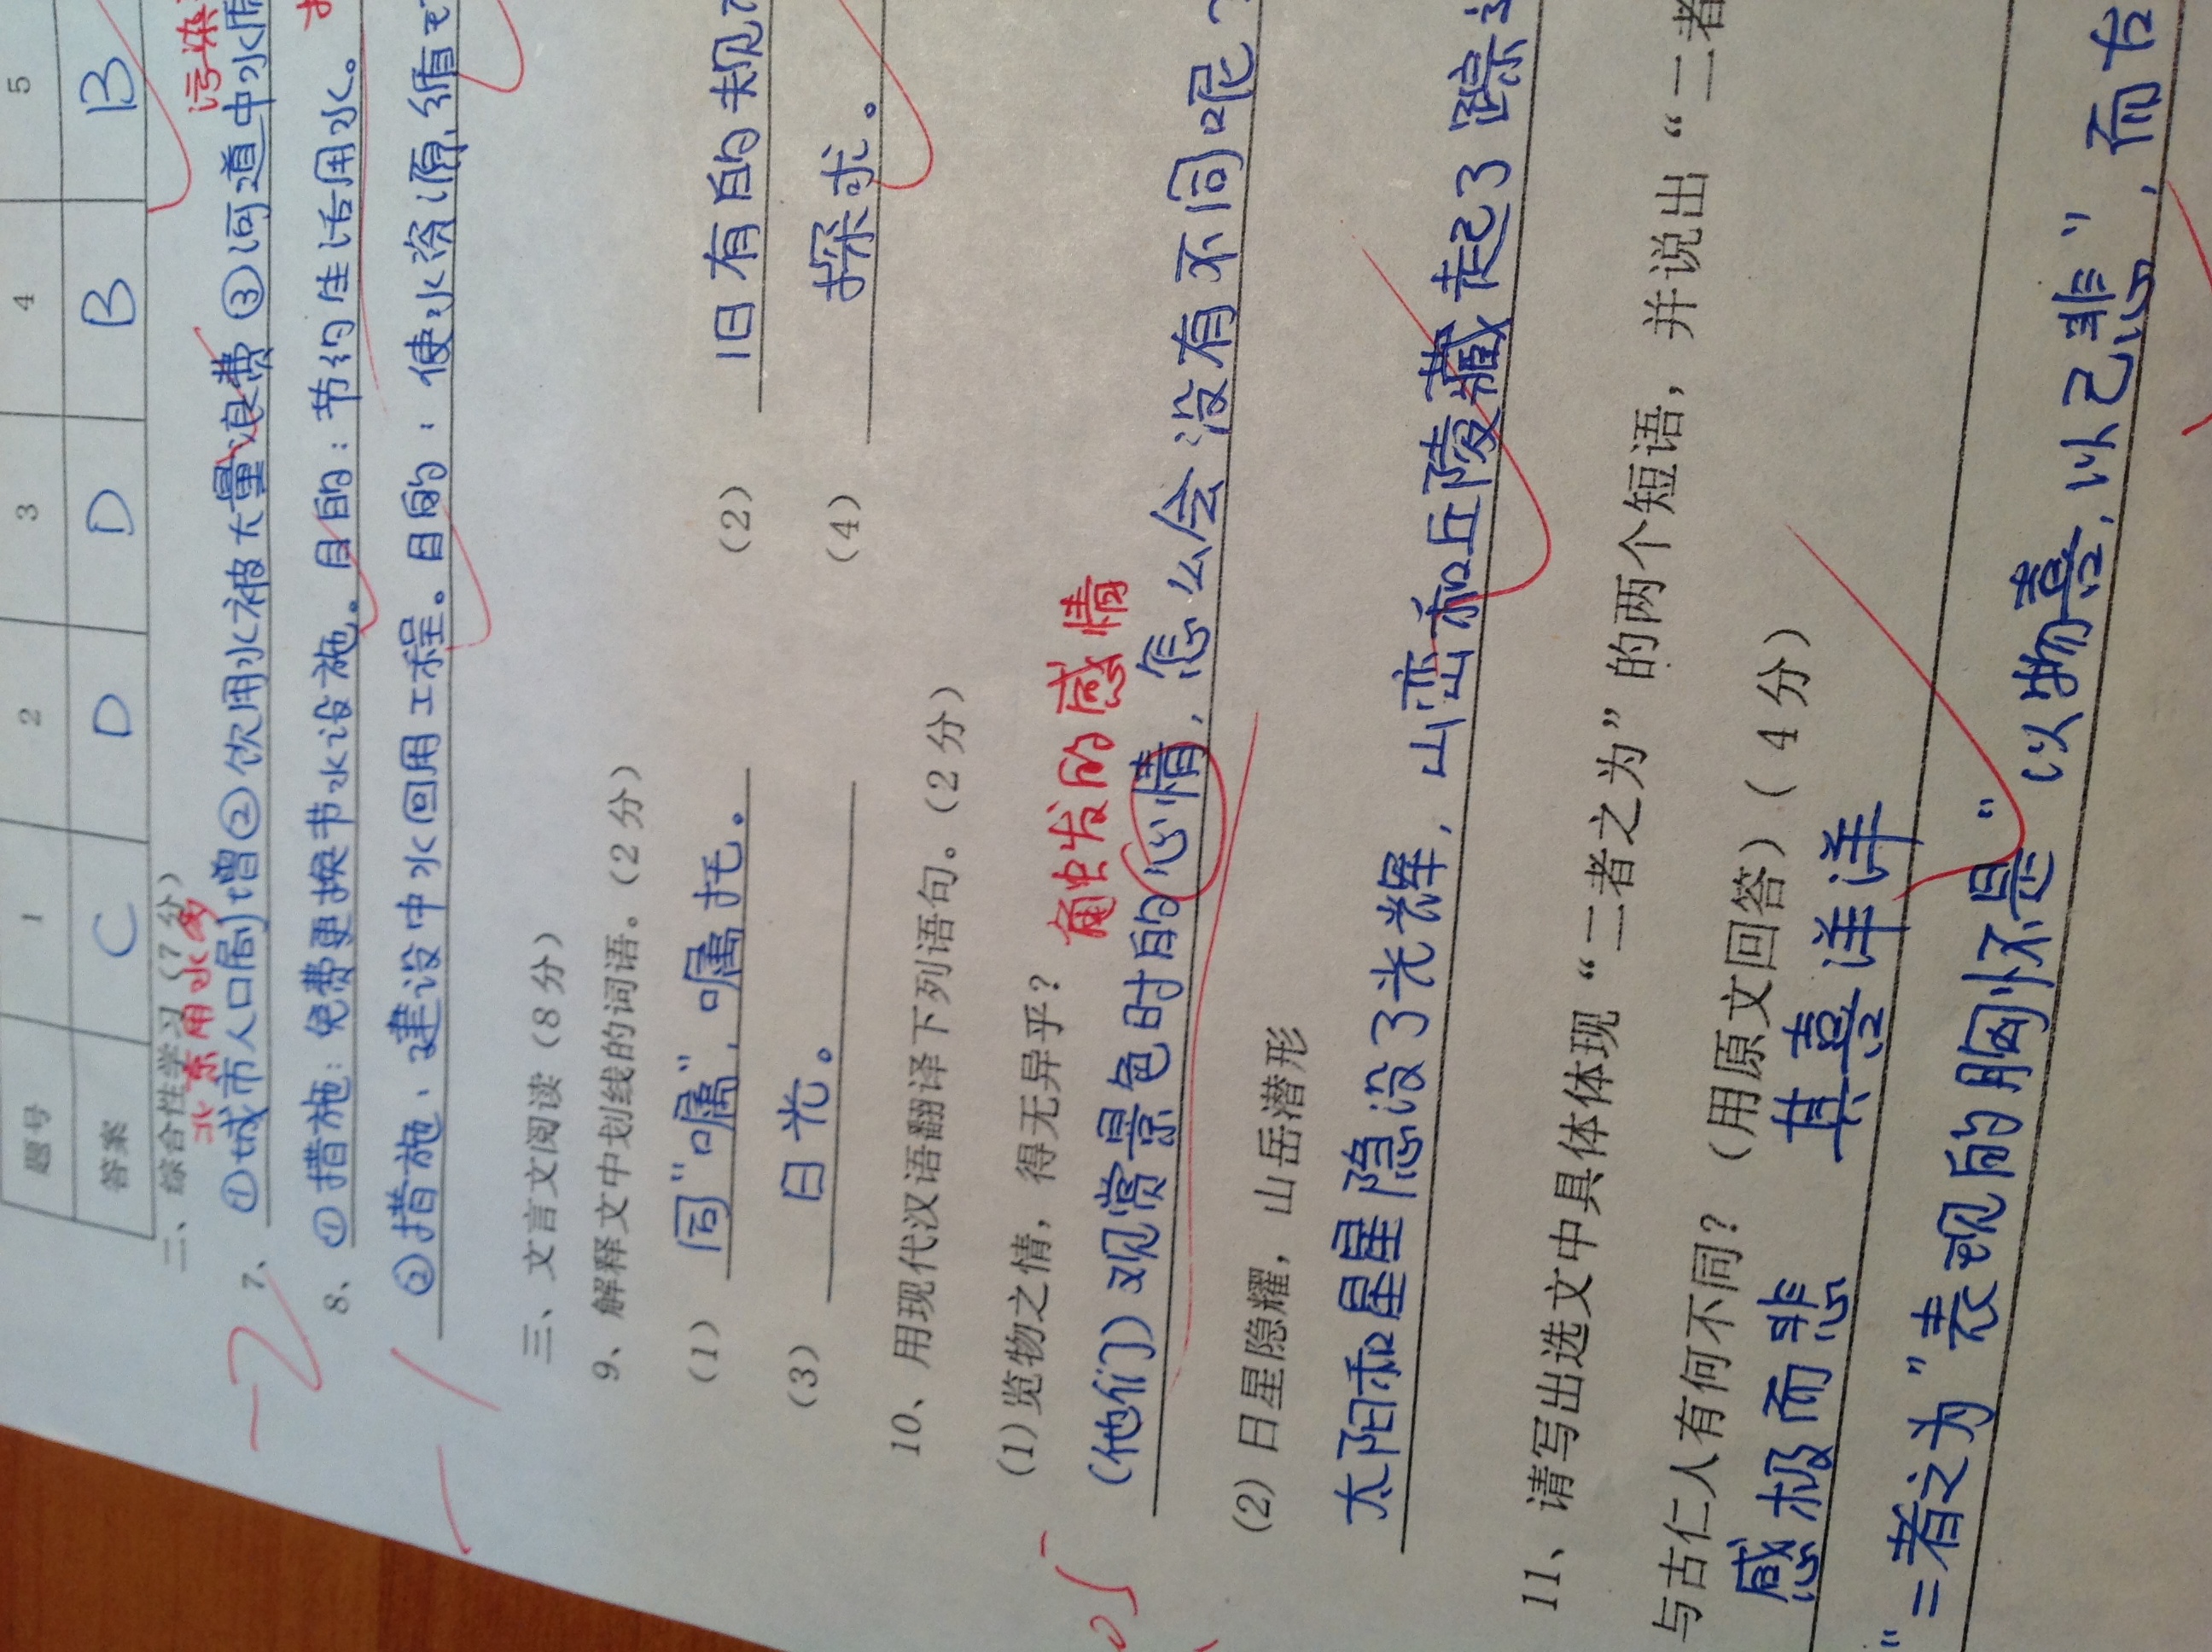 题号 1 2 3 4 5
答案 C D D B B
二、综合性学习（7分）
北京用水多 污染
-2
7、①城市人口剧增②饮用水被大量浪费③河道中水质
8、①措施：免费更换节水设施。目的：节约生活用水。
-1
②措施：建设中水回用工程。目的：使水资源循环
三、文言文阅读（8分）
9、解释文中划线的词语。（2分）
（1）同“嘱”，嘱托。 （2）旧有的规
（3）日光。 （4）探求。
10、用现代汉语翻译下列语句。（2分）
(1)览物之情，得无异乎？
触发的感情
（他们）观赏景色时的心情，怎么会没有不同呢？
(2)日星隐耀，山岳潜形
太阳和星星隐没了光辉，山峦和丘陵藏起了踪迹
11、请写出选文中具体体现“二者之为”的两个短语，并说出“二者
与古仁人有何不同？（用原文回答）（4分）
感极而悲 其喜洋洋
“二者之为”表现的胸怀是“以物喜，以己悲”，而古